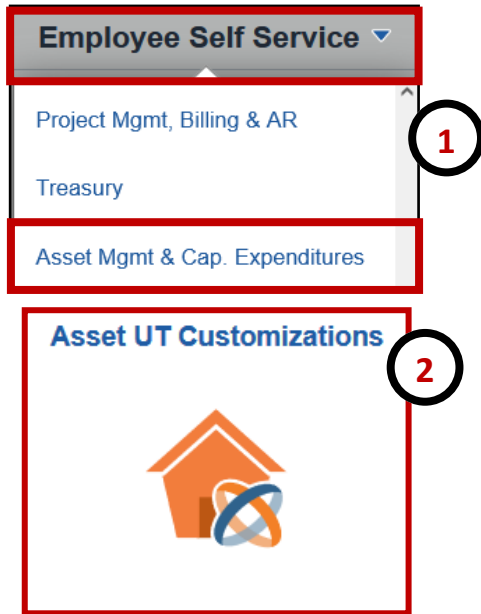 Employee Self Service
Project Mgmt, Billing & AR
1
Treasury
Asset Mgmt & Cap. Expenditures
Asset UT Customizations
2